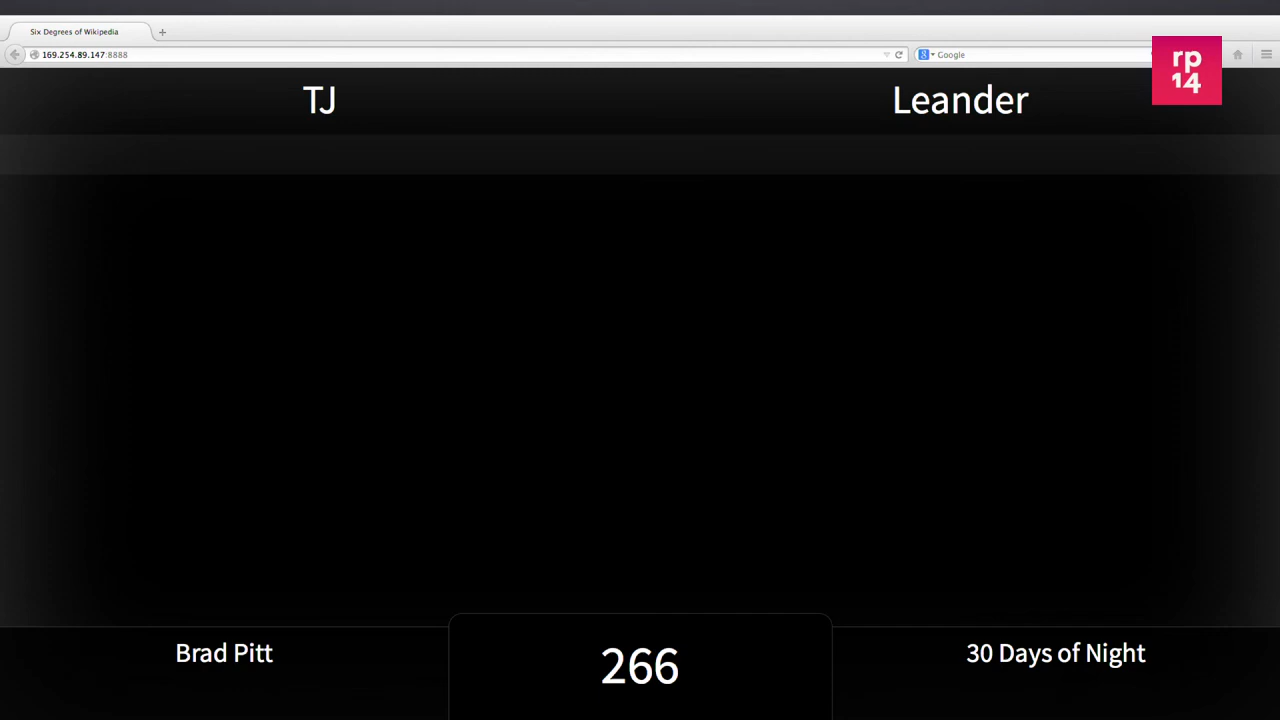 Six Degrees of Wikipedia
169.254.89.147:8888
Google
rp
14
TJ
Leander
Brad Pitt
266
30 Days of Night